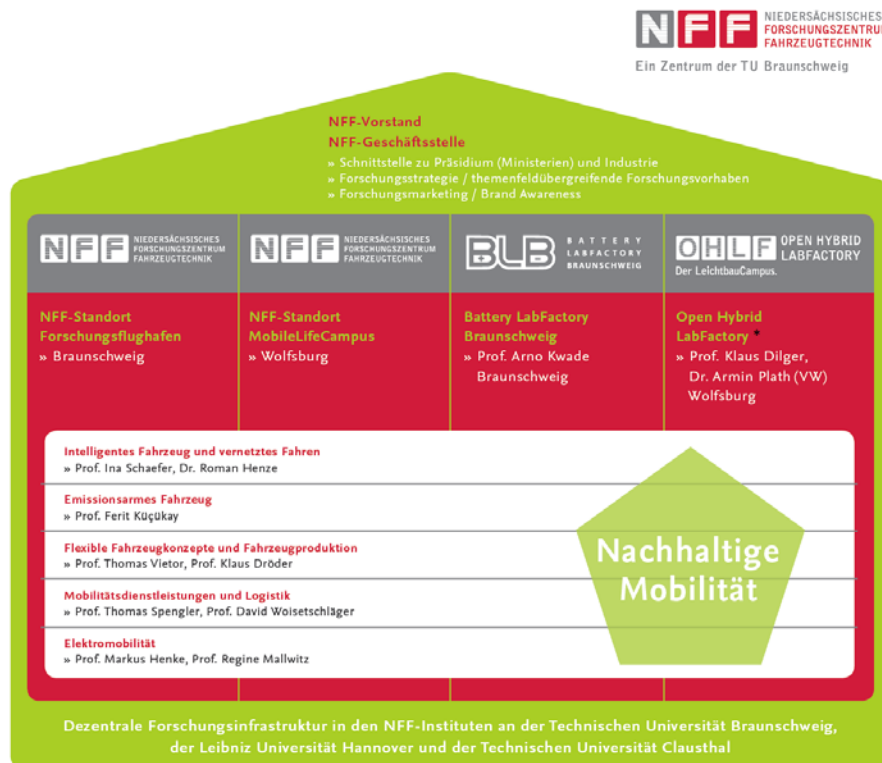 NFF NIEDERSÄCHSISCHES
FORSCHUNGSZENTRUM
FAHRZEUGTECHNIK
Ein Zentrum der TU Braunschweig
NFF-Vorstand
NFF-Geschäftsstelle
» Schnittstelle zu Präsidium (Ministerien) und Industrie
» Forschungsstrategie / themenfeldübergreifende Forschungsvorhaben
» Forschungsmarketing / Brand Awareness
NFF NIEDERSÄCHSISCHES
FORSCHUNGSZENTRUM
FAHRZEUGTECHNIK
NFF NIEDERSÄCHSISCHES
FORSCHUNGSZENTRUM
FAHRZEUGTECHNIK
BLB BATTERY
LABFACTORY
BRAUNSCHWEIG
OHLF OPEN HYBRID
LABFACTORY
Der LeichtbauCampus.
NFF-Standort
Forschungsflughafen
» Braunschweig
NFF-Standort
MobileLifeCampus
» Wolfsburg
Battery LabFactory
Braunschweig
» Prof. Arno Kwade
Braunschweig
Open Hybrid
LabFactory *
» Prof. Klaus Dilger,
Dr. Armin Plath (VW)
Wolfsburg
Intelligentes Fahrzeug und vernetztes Fahren
» Prof. Ina Schaefer, Dr. Roman Henze
Emissionsarmes Fahrzeug
» Prof. Ferit Küçükay
Flexible Fahrzeugkonzepte und Fahrzeugproduktion
» Prof. Thomas Vietor, Prof. Klaus Dröder
Mobilitätsdienstleistungen und Logistik
» Prof. Thomas Spengler, Prof. David Woisetschläger
Elektromobilität
» Prof. Markus Henke, Prof. Regine Mallwitz
Nachhaltige
Mobilität
Dezentrale Forschungsinfrastruktur in den NFF-Instituten an der Technischen Universität Braunschweig,
der Leibniz Universität Hannover und der Technischen Universität Clausthal